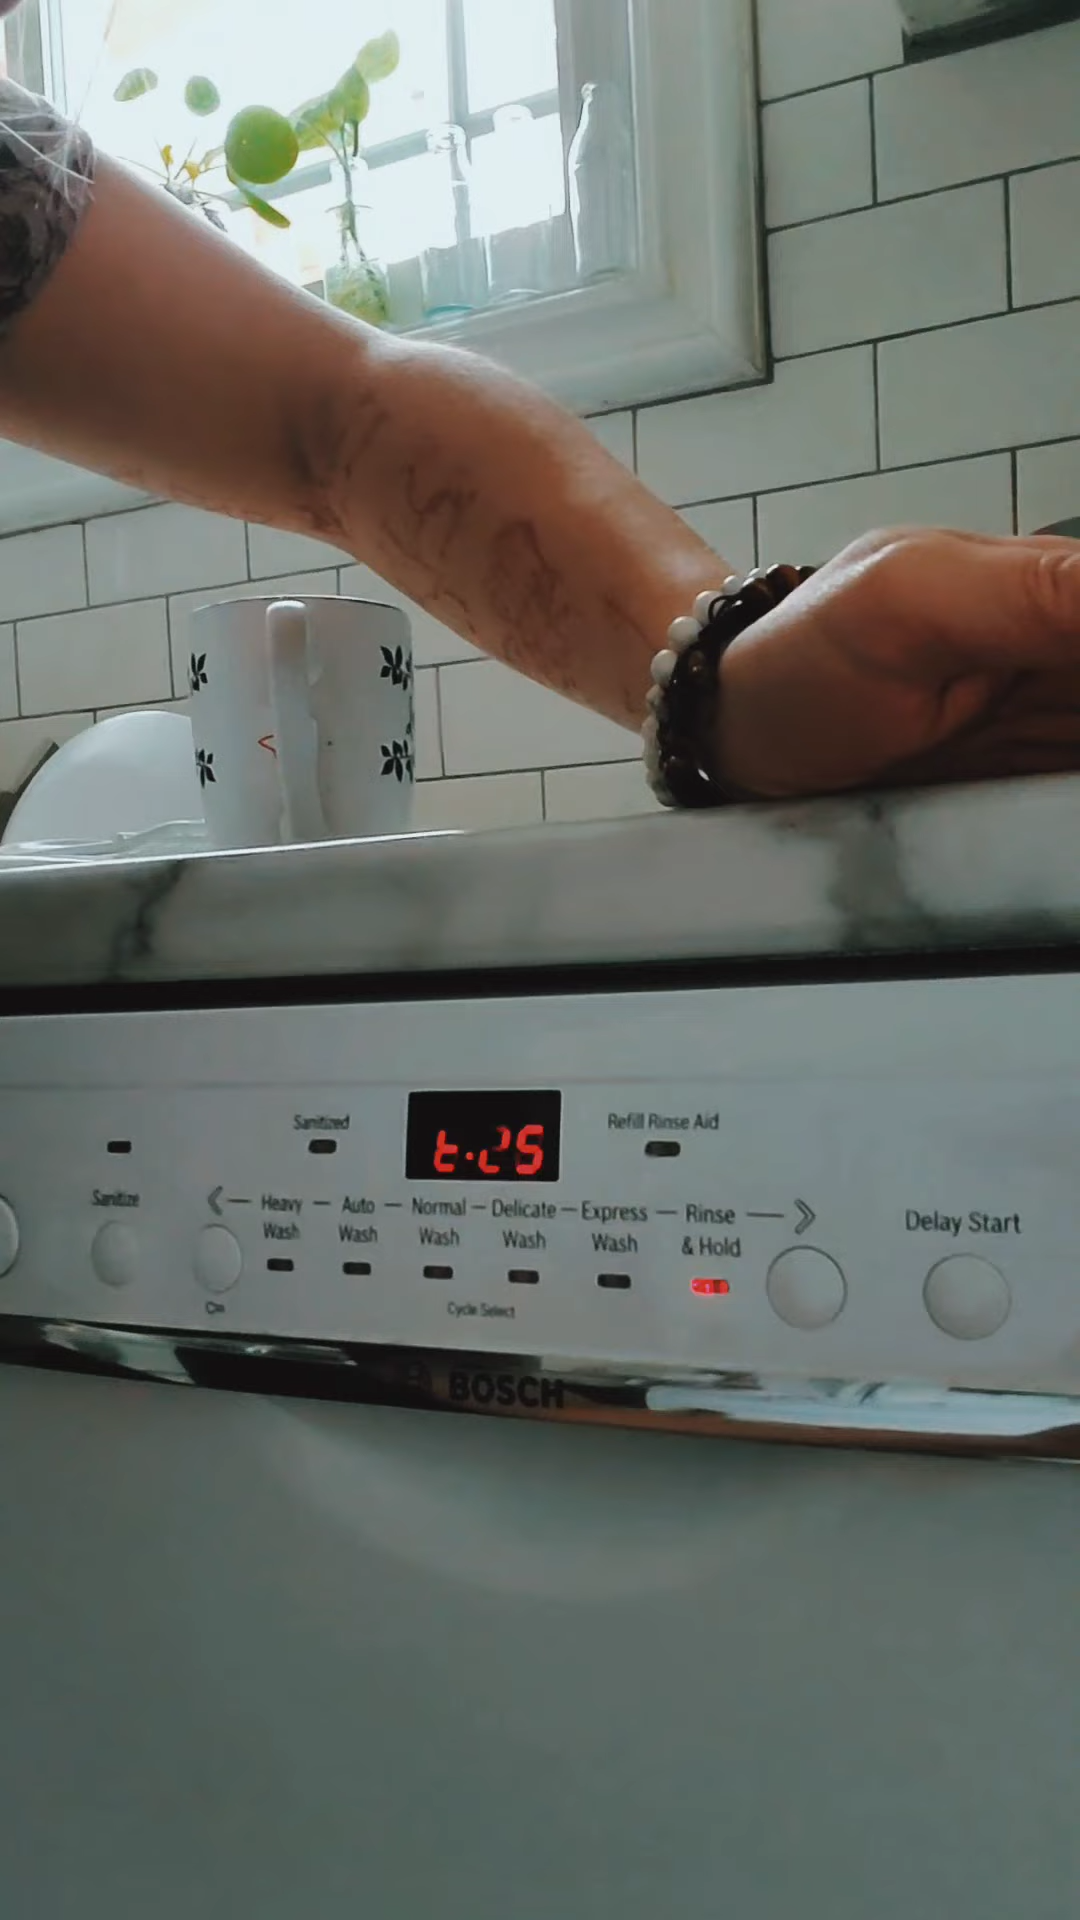 Sanitized
Refill Rinse Aid
Sanitize
Heavy Wash
Auto Wash
Normal Wash
Delicate Wash
Express Wash
Rinse & Hold
Delay Start
Cycle Select
BOSCH